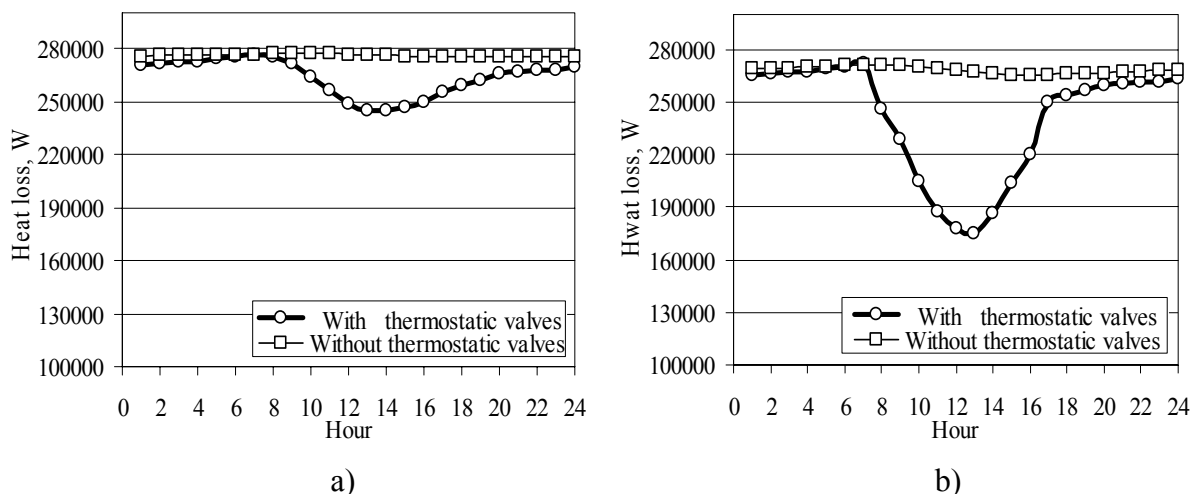 280000
250000
220000
190000
160000
130000
100000
Heat loss, W
With thermostatic valves
Without thermostatic valves
0 2 4 6 8 10 12 14 16 18 20 22 24
Hour
a)
280000
250000
220000
190000
160000
130000
100000
Hwat loss, W
With thermostatic valves
Without thermostatic valves
0 2 4 6 8 10 12 14 16 18 20 22 24
Hour
b)